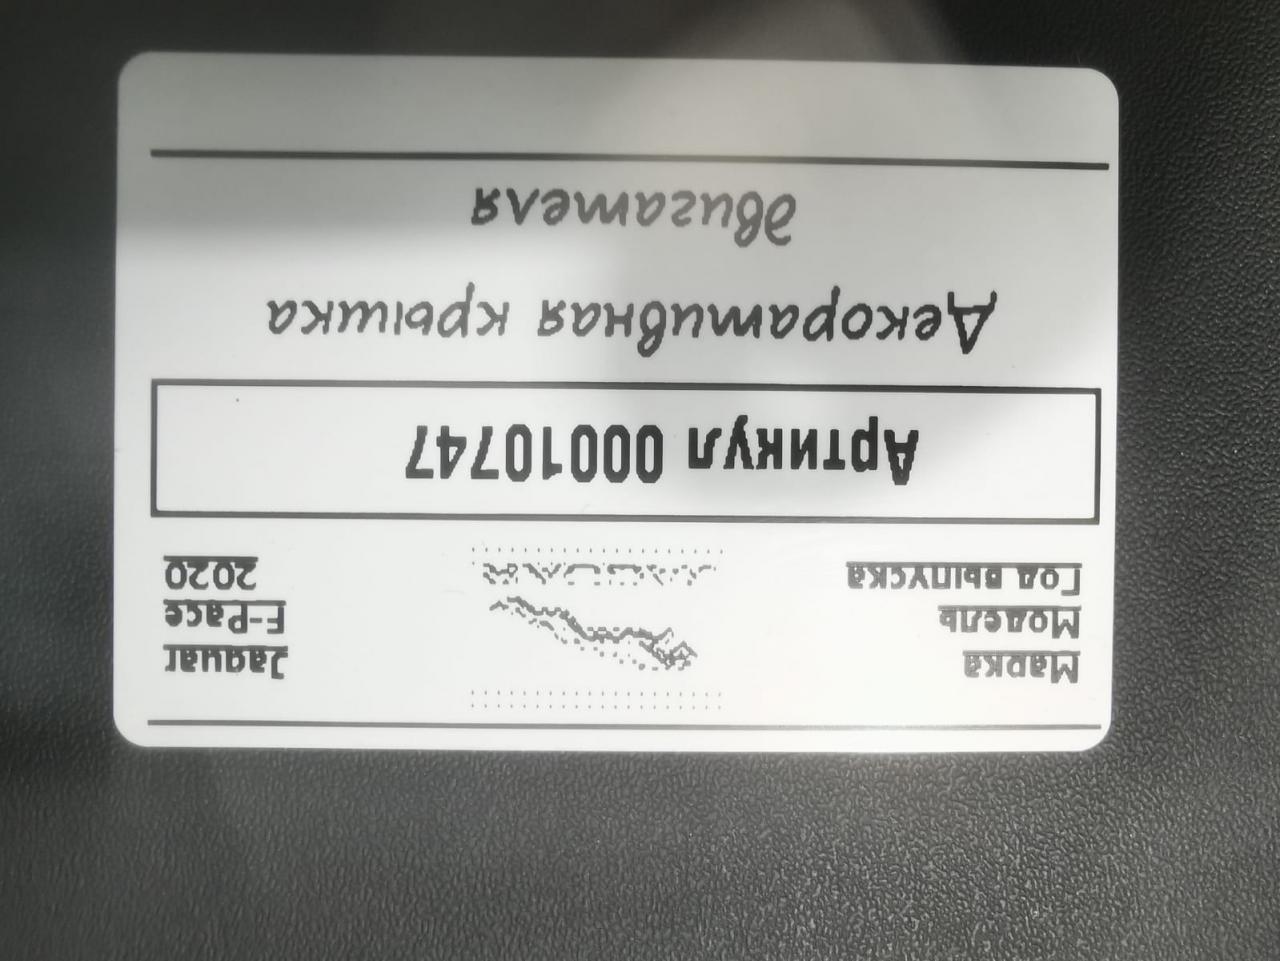 Марка Jaguar
Модель E-Pace
Год выпуска 2020
Артикул 00010747
Декоративная крышка
двигателя